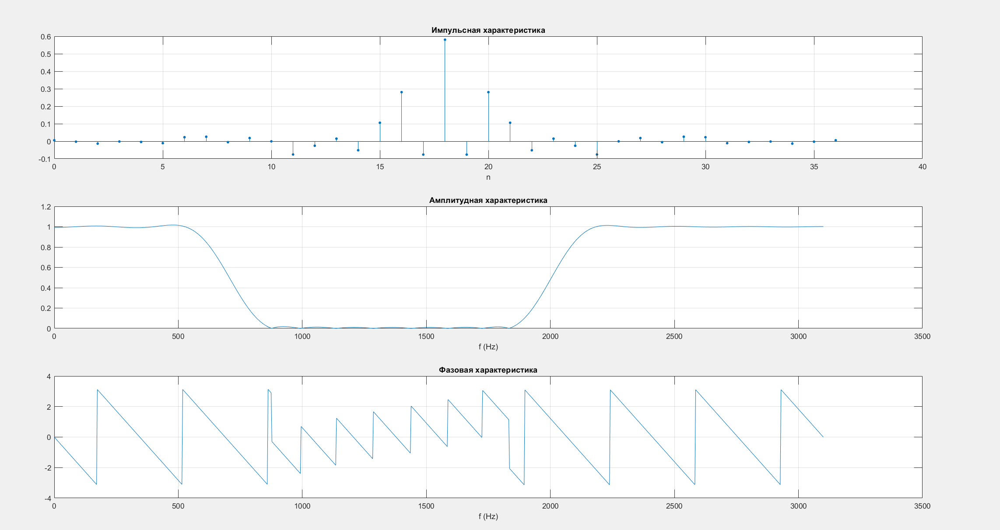 Импульсная характеристика
0.6
0.5
0.4
0.3
0.2
0.1
0
-0.1
0 5 10 15 20 25 30 35 40
n
Амплитудная характеристика
1.2
1
0.8
0.6
0.4
0.2
0
0 500 1000 1500 2000 2500 3000 3500
f (Hz)
Фазовая характеристика
4
2
0
-2
-4
0 500 1000 1500 2000 2500 3000 3500
f (Hz)